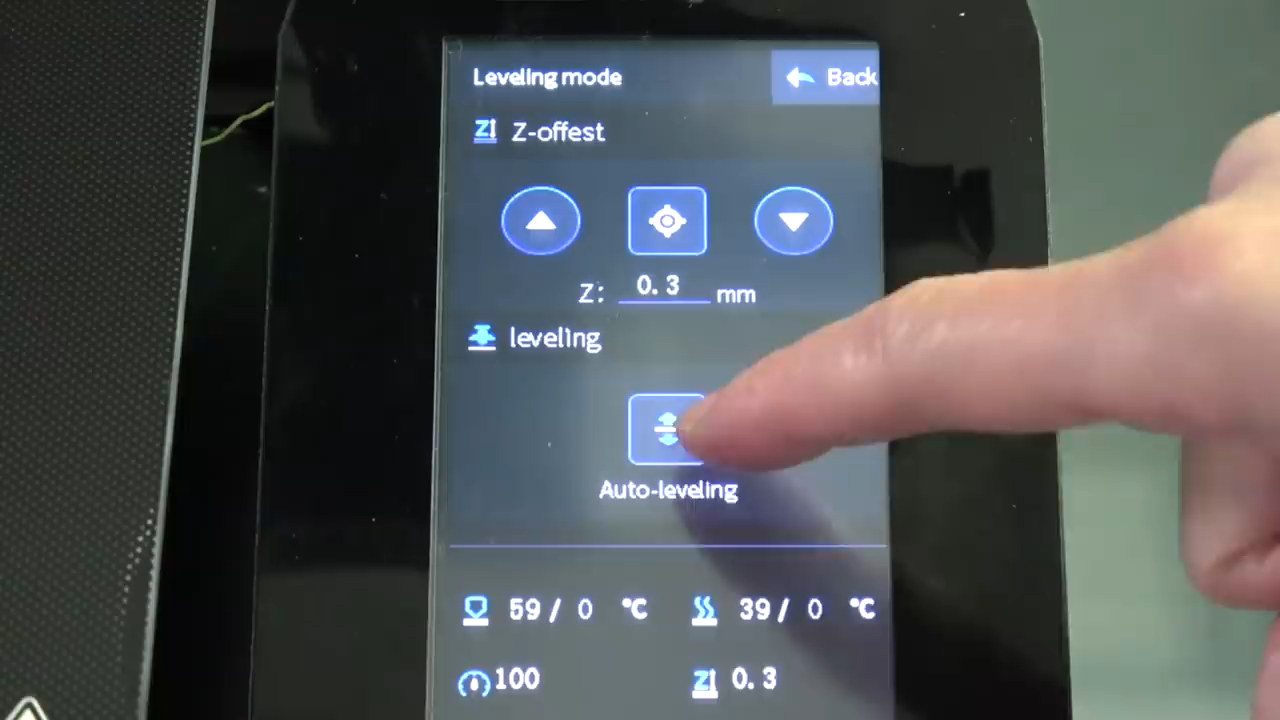 Leveling mode
Back
Z-offest
Z: 0.3 mm
leveling
Auto-leveling
59 / 0 °C 39 / 0 °C
100 0.3